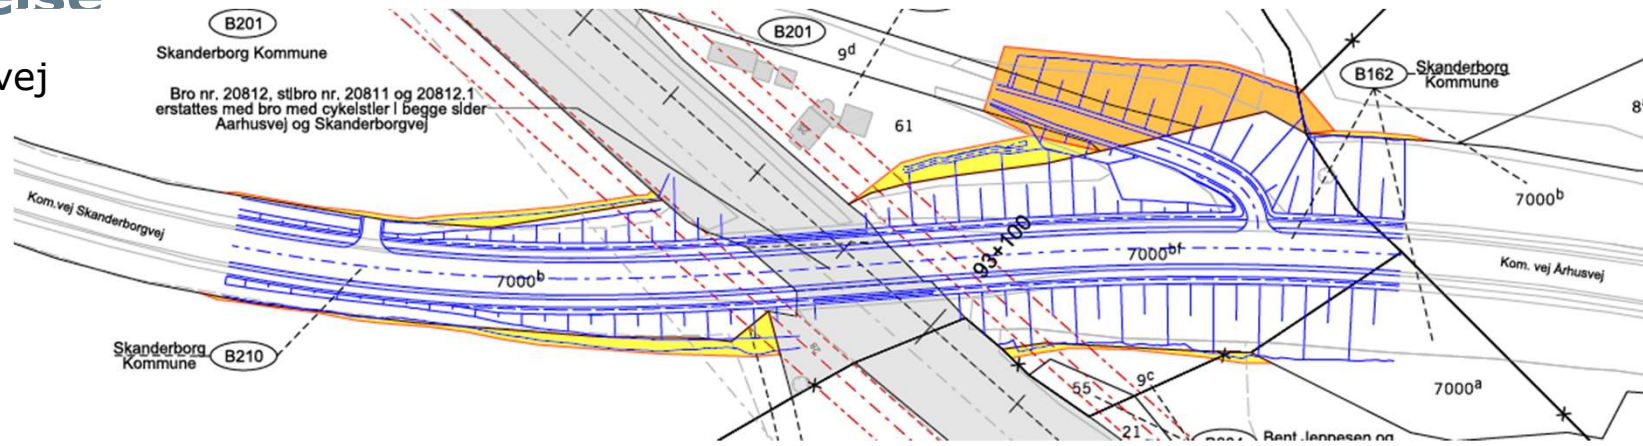 vej
B201
Skanderborg Kommune
Bro nr. 20812, stibro nr. 20811 og 20812.1
erstattes med bro med cykelstier i begge sider
Aarhusvej og Skanderborgvej
B201
9d
61
B162
Skanderborg
Kommune
8
Kom.vej Skanderborgvej
7000b
93+100
7000bf
7000b
Kom. vej Århusvej
Skanderborg
Kommune
B210
55
9c
21
7000a
Bent Jeppesen og